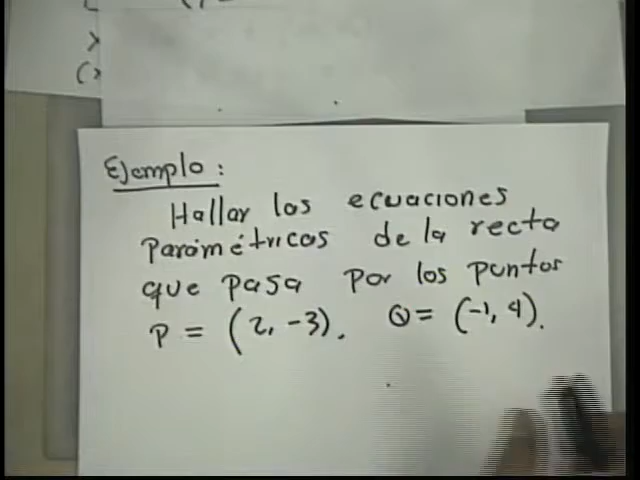 Ejemplo:
Hallar las ecuaciones
paramétricas de la recta
que pasa por los puntos
P = (2, -3). Q = (-1, 4).